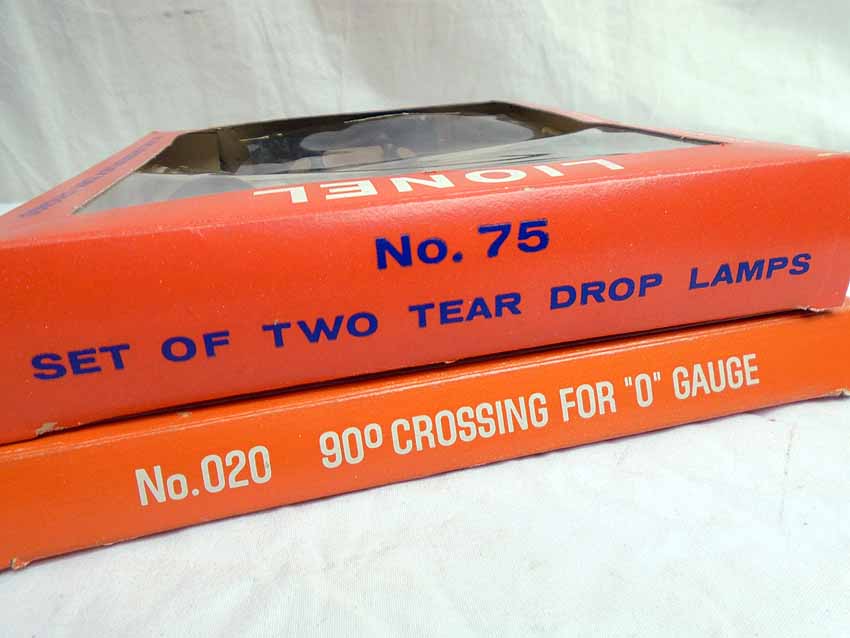 LIONEL
No. 75
SET OF TWO TEAR DROP LAMPS
No. 020 90º CROSSING FOR "O" GAUGE